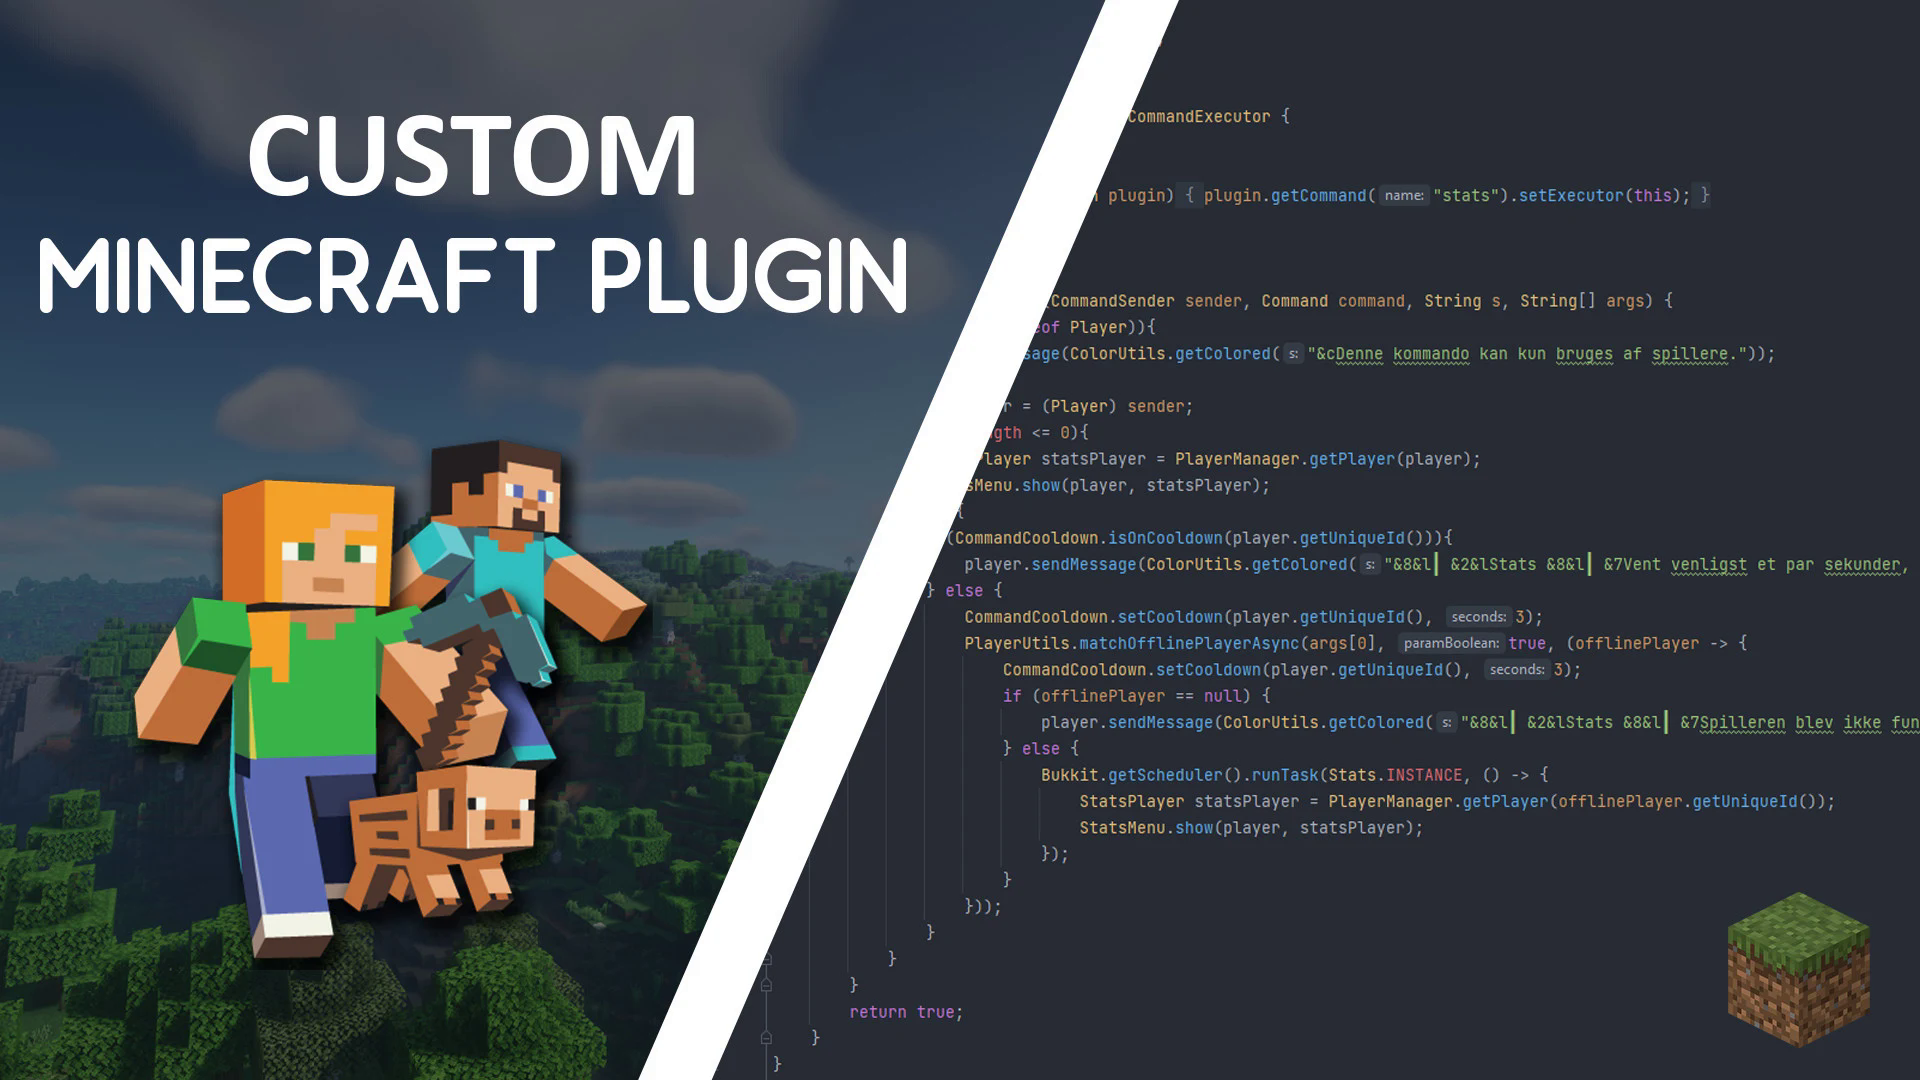 CUSTOM
MINECRAFT PLUGIN
CommandExecutor {
plugin) { plugin.getCommand( name: "stats").setExecutor(this); }
(CommandSender sender, Command command, String s, String[] args) {
eof Player)){
sage(ColorUtils.getColored( s: "&cDenne kommando kan kun bruges af spillere."));
r = (Player) sender;
gth <= 0){
Player statsPlayer = PlayerManager.getPlayer(player);
sMenu.show(player, statsPlayer);
{
(CommandCooldown.isOnCooldown(player.getUniqueId())){
player.sendMessage(ColorUtils.getColored( s: "&8&l┃ &2&lStats &8&l┃ &7Vent venligst et par sekunder,
} else {
CommandCooldown.setCooldown(player.getUniqueId(), seconds: 3);
PlayerUtils.matchOfflinePlayerAsync(args[0], paramBoolean: true, (offlinePlayer -> {
CommandCooldown.setCooldown(player.getUniqueId(), seconds: 3);
if (offlinePlayer == null) {
player.sendMessage(ColorUtils.getColored( s: "&8&l┃ &2&lStats &8&l┃ &7Spilleren blev ikke fun
} else {
Bukkit.getScheduler().runTask(Stats.INSTANCE, () -> {
StatsPlayer statsPlayer = PlayerManager.getPlayer(offlinePlayer.getUniqueId());
StatsMenu.show(player, statsPlayer);
});
}
}));
}
}
}
return true;
}
}